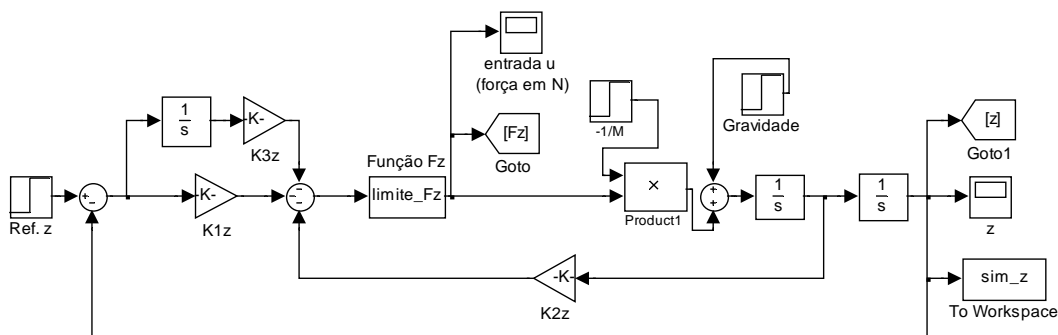 entrada u
(força em N)
-1/M
Gravidade
[z]
Goto1
1
s
K-
K3z
Função Fz
[Fz]
Goto
Ref. z
K-
K1z
limite_Fz
×
Product1
1
s
1
s
z
-K-
K2z
sim_z
To Workspace